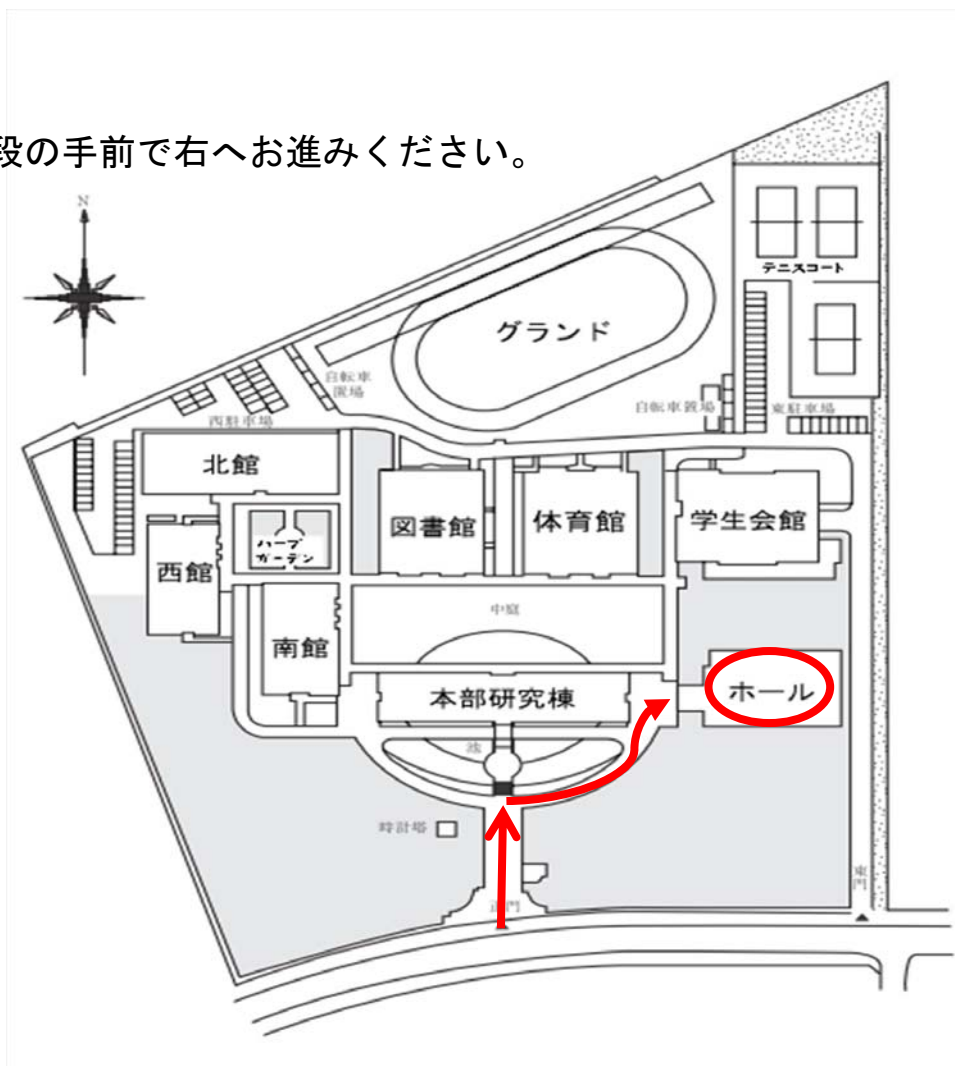 段の手前で右へお進みください。
N
テニスコート
グランド
自転車
置場
自転車置場
東駐車場
西駐車場
北館
図書館
体育館
学生会館
ハーブ
ガーデン
西館
中庭
南館
本部研究棟
ホール
池
時計塔
東門
正門